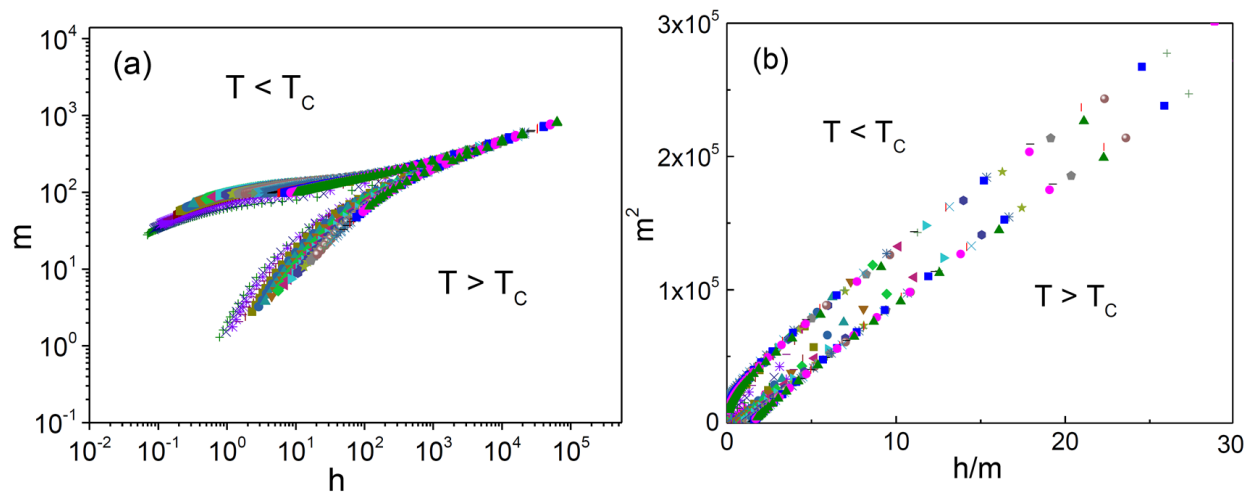 (a)
T < T_C
T > T_C
m
10^4
10^3
10^2
10^1
10^0
10^-1
10^-2 10^-1 10^0 10^1 10^2 10^3 10^4 10^5
h
(b)
T < T_C
T > T_C
m^2
3x10^5
2x10^5
1x10^5
0
0 10 20 30
h/m